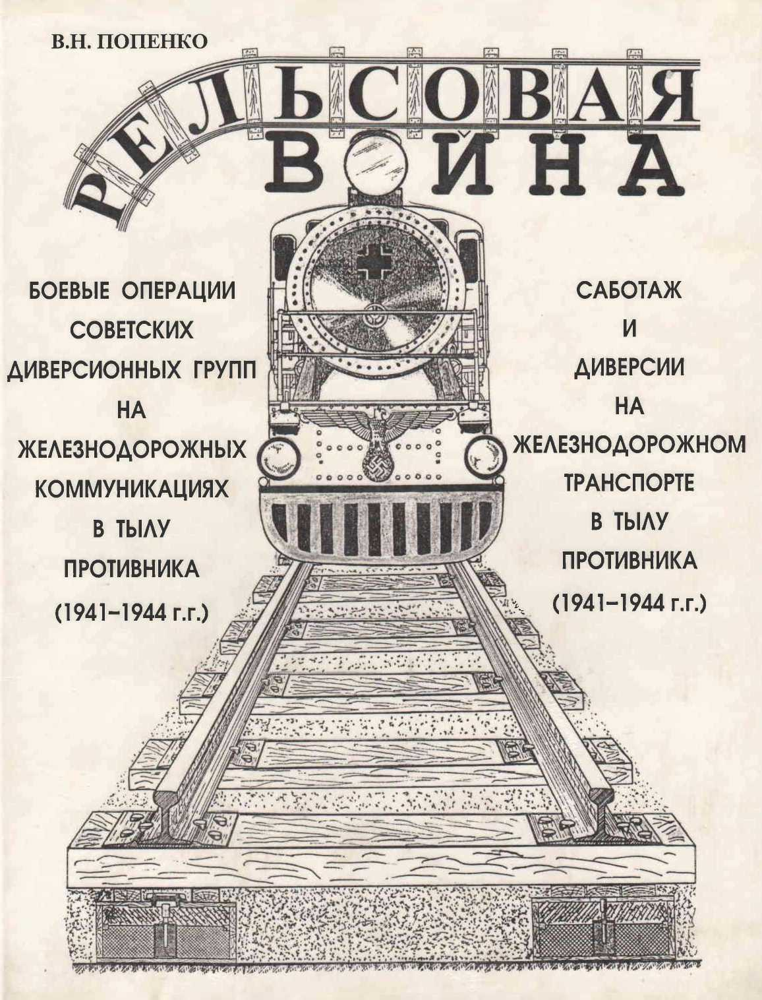 В.Н. ПОПЕНКО
РЕЛЬСОВАЯ
ВОЙНА
БОЕВЫЕ ОПЕРАЦИИ
СОВЕТСКИХ
ДИВЕРСИОННЫХ ГРУПП
НА
ЖЕЛЕЗНОДОРОЖНЫХ
КОММУНИКАЦИЯХ
В ТЫЛУ
ПРОТИВНИКА
(1941–1944 г.г.)
САБОТАЖ
И
ДИВЕРСИИ
НА
ЖЕЛЕЗНОДОРОЖНОМ
ТРАНСПОРТЕ
В ТЫЛУ
ПРОТИВНИКА
(1941–1944 г.г.)